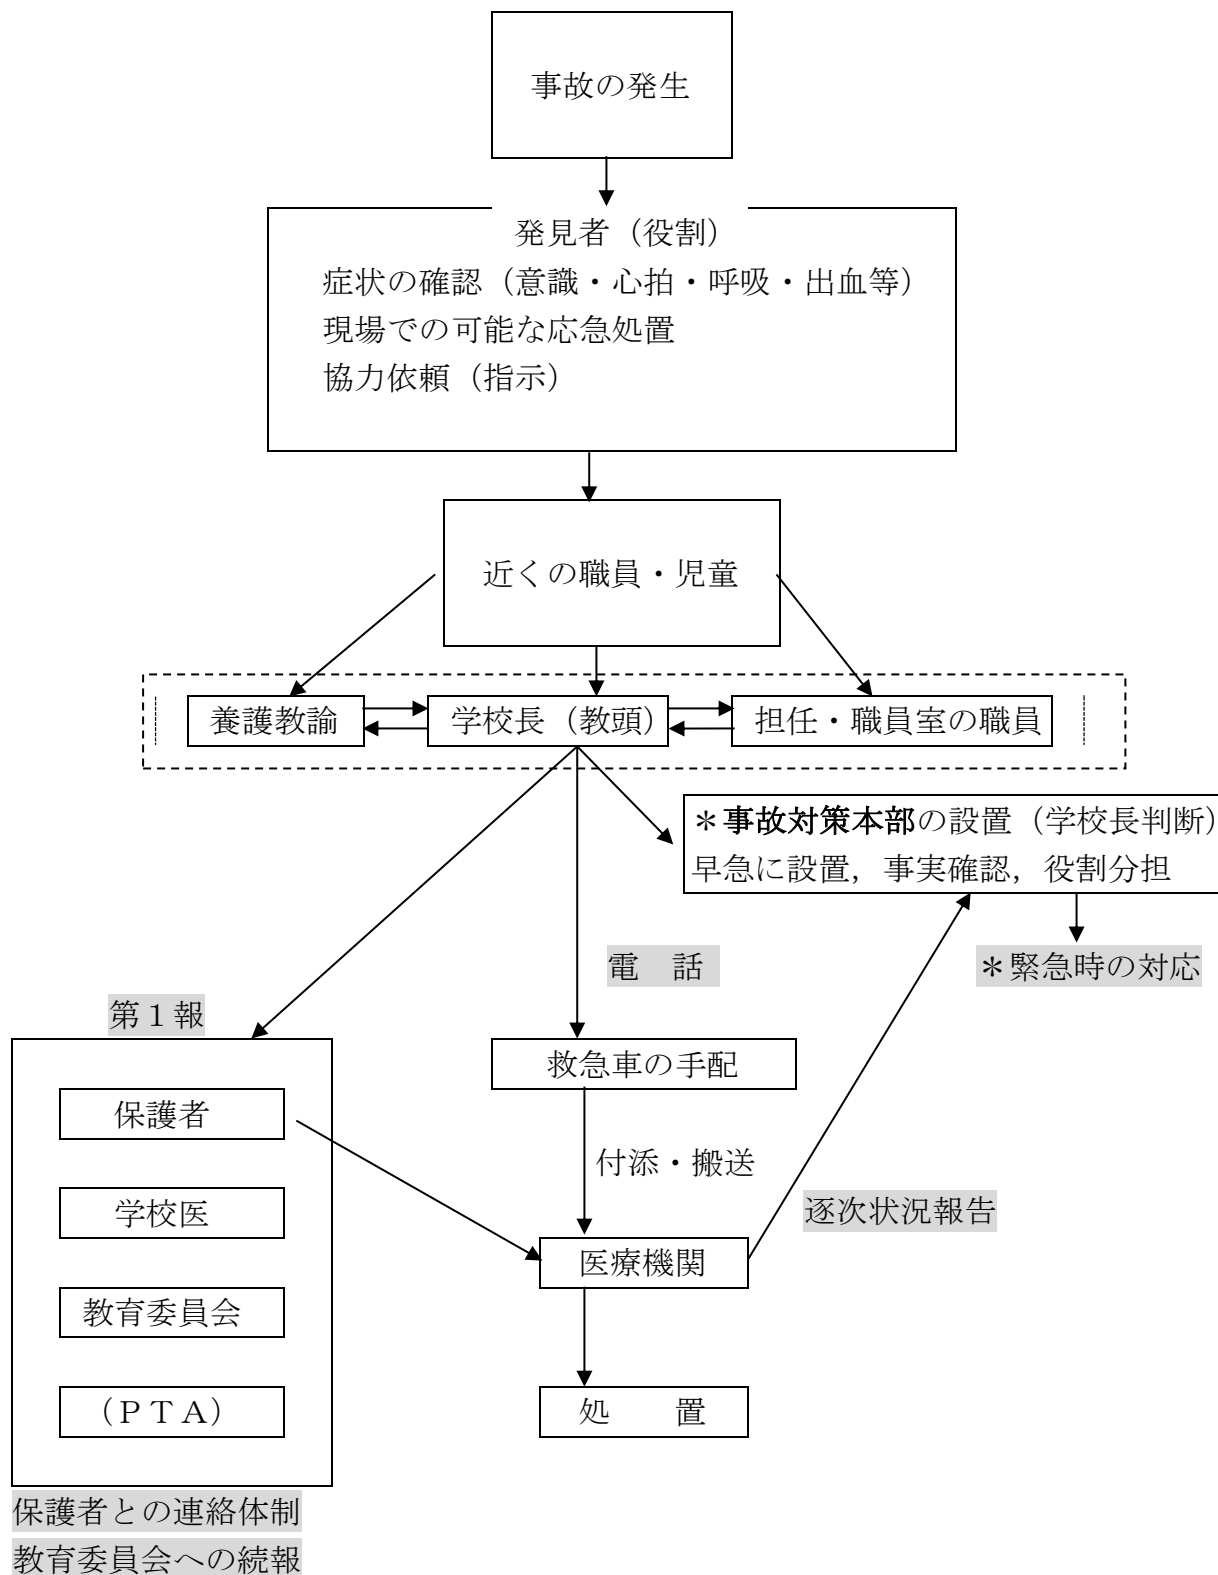 事故の発生
発見者（役割）
症状の確認（意識・心拍・呼吸・出血等）
現場での可能な応急処置
協力依頼（指示）
近くの職員・児童
養護教諭
学校長（教頭）
担任・職員室の職員
＊事故対策本部の設置（学校長判断）
早急に設置，事実確認，役割分担
電　話
＊緊急時の対応
第１報
救急車の手配
保護者
付添・搬送
学校医
逐次状況報告
医療機関
教育委員会
（ＰＴＡ）
処　　置
保護者との連絡体制
教育委員会への続報